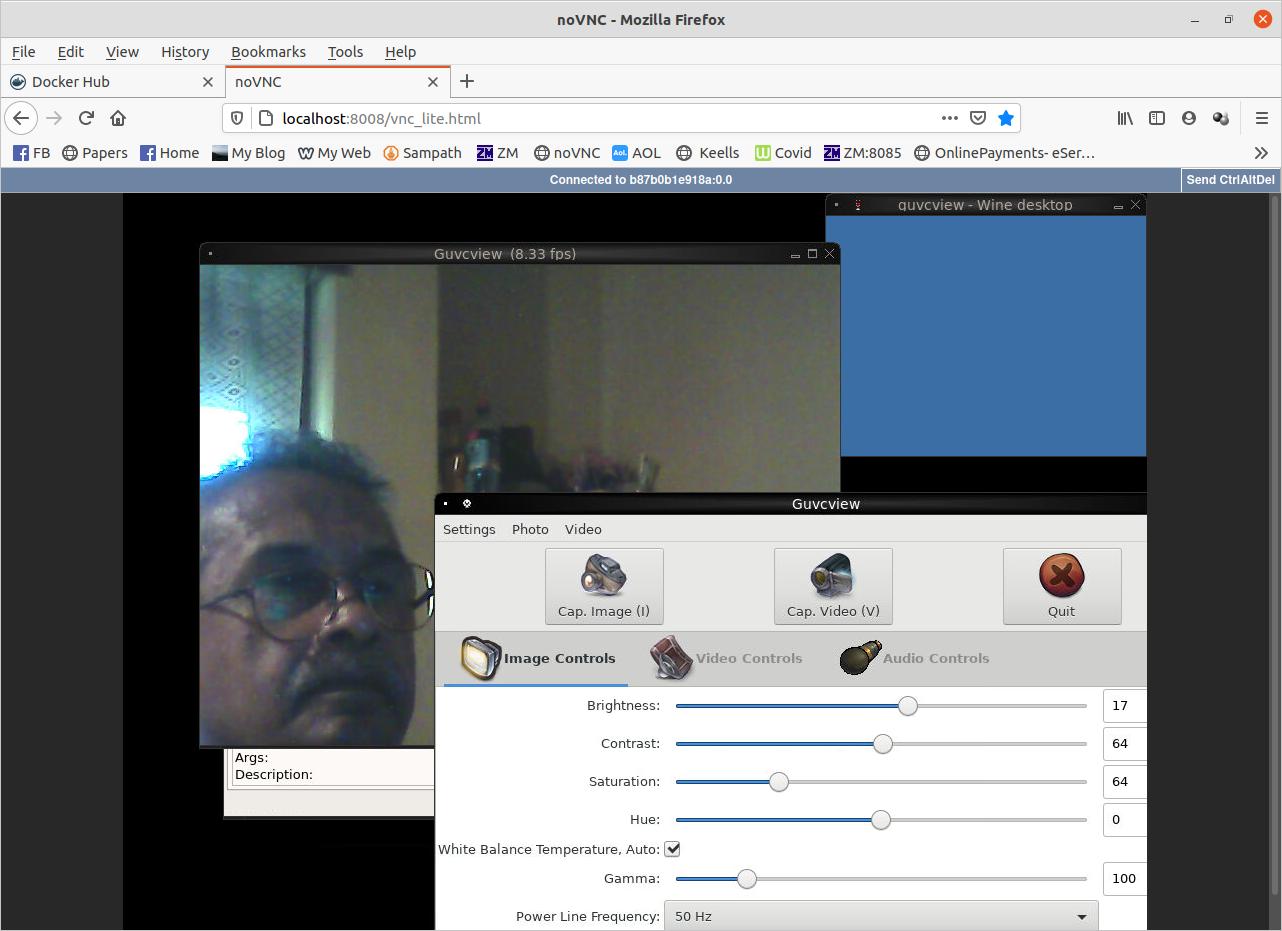 noVNC - Mozilla Firefox
File Edit View History Bookmarks Tools Help
Docker Hub noVNC
localhost:8008/vnc_lite.html
FB Papers Home My Blog My Web Sampath ZM noVNC AOL Keells Covid ZM:8085 OnlinePayments- eSer…
Connected to b87b0b1e918a:0.0
Send CtrlAltDel
guvcview - Wine desktop
Guvcview (8.33 fps)
Guvcview
Settings Photo Video
Cap. Image (I) Cap. Video (V) Quit
Image Controls Video Controls Audio Controls
Brightness: 17
Contrast: 64
Args:
Description:
Saturation: 64
Hue: 0
White Balance Temperature, Auto:
Gamma: 100
Power Line Frequency: 50 Hz